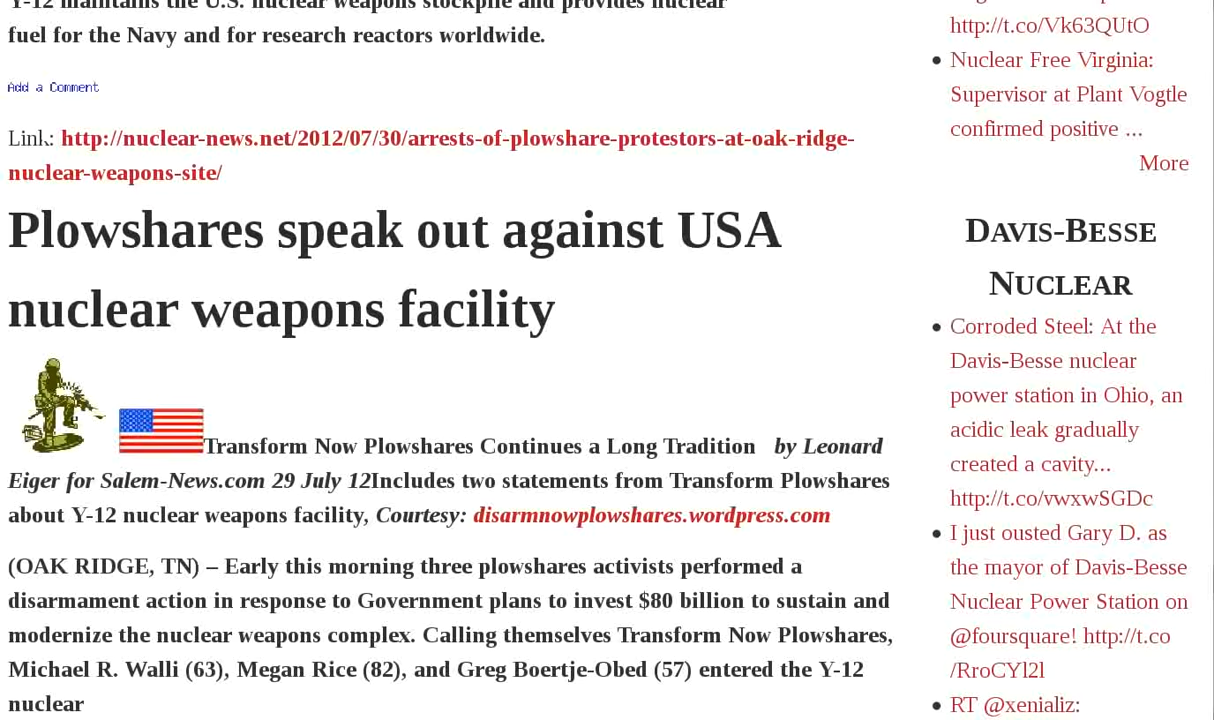 Y-12 maintains the U.S. nuclear weapons stockpile and provides nuclear
fuel for the Navy and for research reactors worldwide.
Add a Comment
Link: http://nuclear-news.net/2012/07/30/arrests-of-plowshare-protestors-at-oak-ridge-
nuclear-weapons-site/
Plowshares speak out against USA
nuclear weapons facility
Transform Now Plowshares Continues a Long Tradition by Leonard
Eiger for Salem-News.com 29 July 12Includes two statements from Transform Plowshares
about Y-12 nuclear weapons facility, Courtesy: disarmnowplowshares.wordpress.com
(OAK RIDGE, TN) – Early this morning three plowshares activists performed a
disarmament action in response to Government plans to invest $80 billion to sustain and
modernize the nuclear weapons complex. Calling themselves Transform Now Plowshares,
Michael R. Walli (63), Megan Rice (82), and Greg Boertje-Obed (57) entered the Y-12
nuclear
http://t.co/Vk63QUtO
Nuclear Free Virginia:
Supervisor at Plant Vogtle
confirmed positive ...
More
DAVIS-BESSE
NUCLEAR
Corroded Steel: At the
Davis-Besse nuclear
power station in Ohio, an
acidic leak gradually
created a cavity...
http://t.co/vwxwSGDc
I just ousted Gary D. as
the mayor of Davis-Besse
Nuclear Power Station on
@foursquare! http://t.co
/RroCYl2l
RT @xenializ: